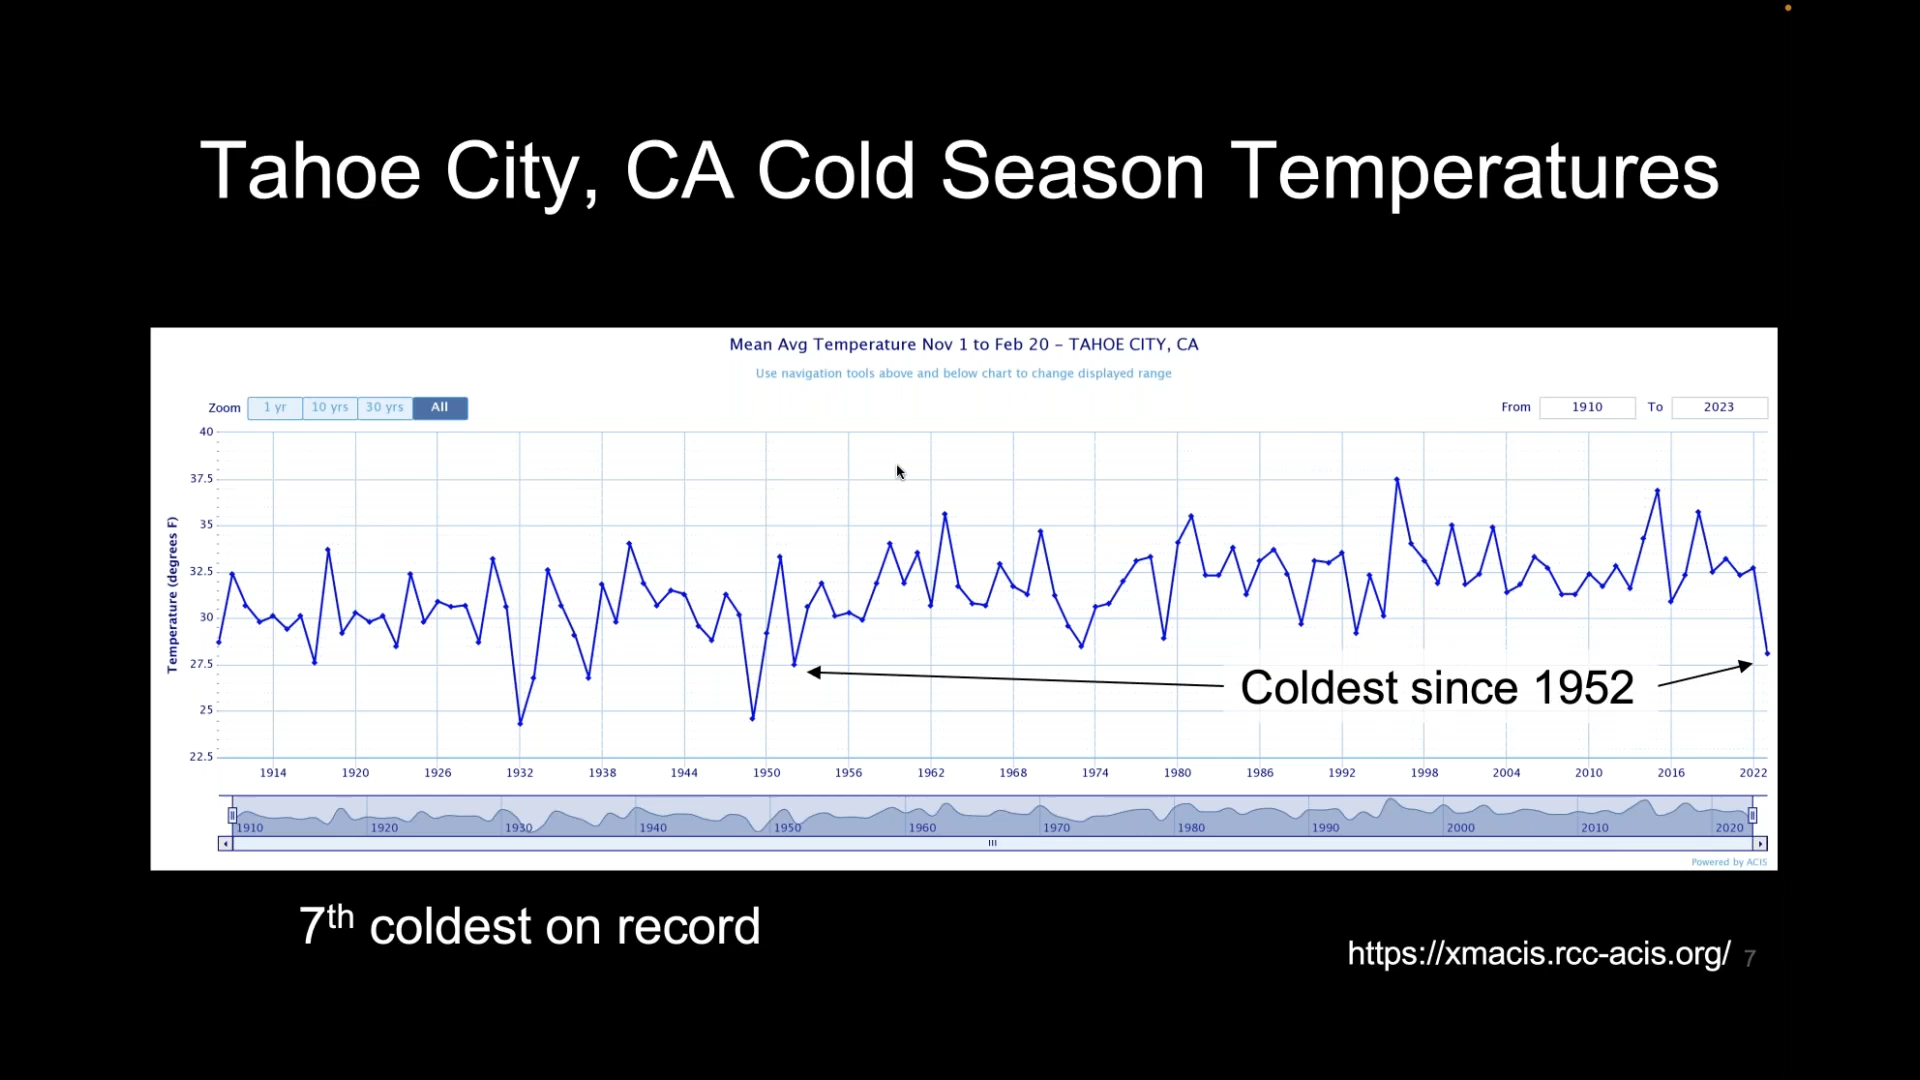 Tahoe City, CA Cold Season Temperatures
Mean Avg Temperature Nov 1 to Feb 20 – TAHOE CITY, CA
Use navigation tools above and below chart to change displayed range
Zoom 1 yr 10 yrs 30 yrs All From 1910 To 2023
Temperature (degrees F)
40
37.5
35
32.5
30
27.5
25
22.5
Coldest since 1952
1914 1920 1926 1932 1938 1944 1950 1956 1962 1968 1974 1980 1986 1992 1998 2004 2010 2016 2022
1910 1920 1930 1940 1950 1960 1970 1980 1990 2000 2010 2020
Powered by ACIS
7th coldest on record
https://xmacis.rcc-acis.org/ 7